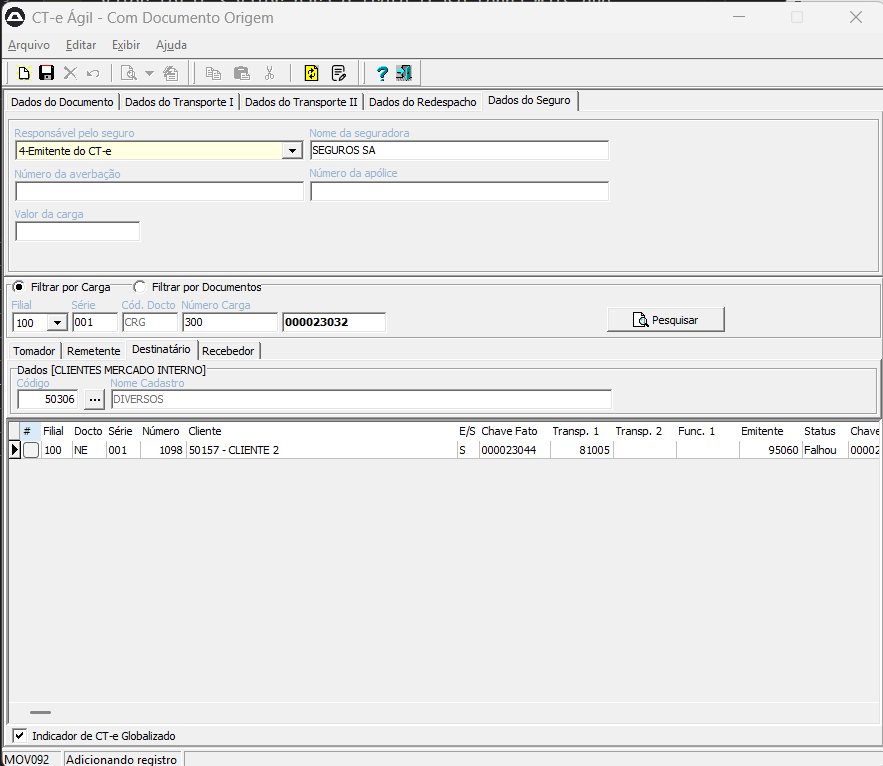 CT-e Ágil - Com Documento Origem
Arquivo Editar Exibir Ajuda
Dados do Documento Dados do Transporte I Dados do Transporte II Dados do Redespacho Dados do Seguro
Responsável pelo seguro Nome da seguradora
4-Emitente do CT-e SEGUROS SA
Número da averbação Número da apólice
Valor da carga
Filtrar por Carga Filtrar por Documentos
Filial Série Cód. Docto Número Carga
100 001 CRG 300 000023032 Pesquisar
Tomador Remetente Destinatário Recebedor
Dados [CLIENTES MERCADO INTERNO]
Código Nome Cadastro
50306 ... DIVERSOS
# Filial Docto Série Número Cliente E/S Chave Fato Transp. 1 Transp. 2 Func. 1 Emitente Status Chave
100 NE 001 1098 50157 - CLIENTE 2 S 000023044 81005 95060 Falhou 00002
Indicador de CT-e Globalizado
MOV092 Adicionando registro